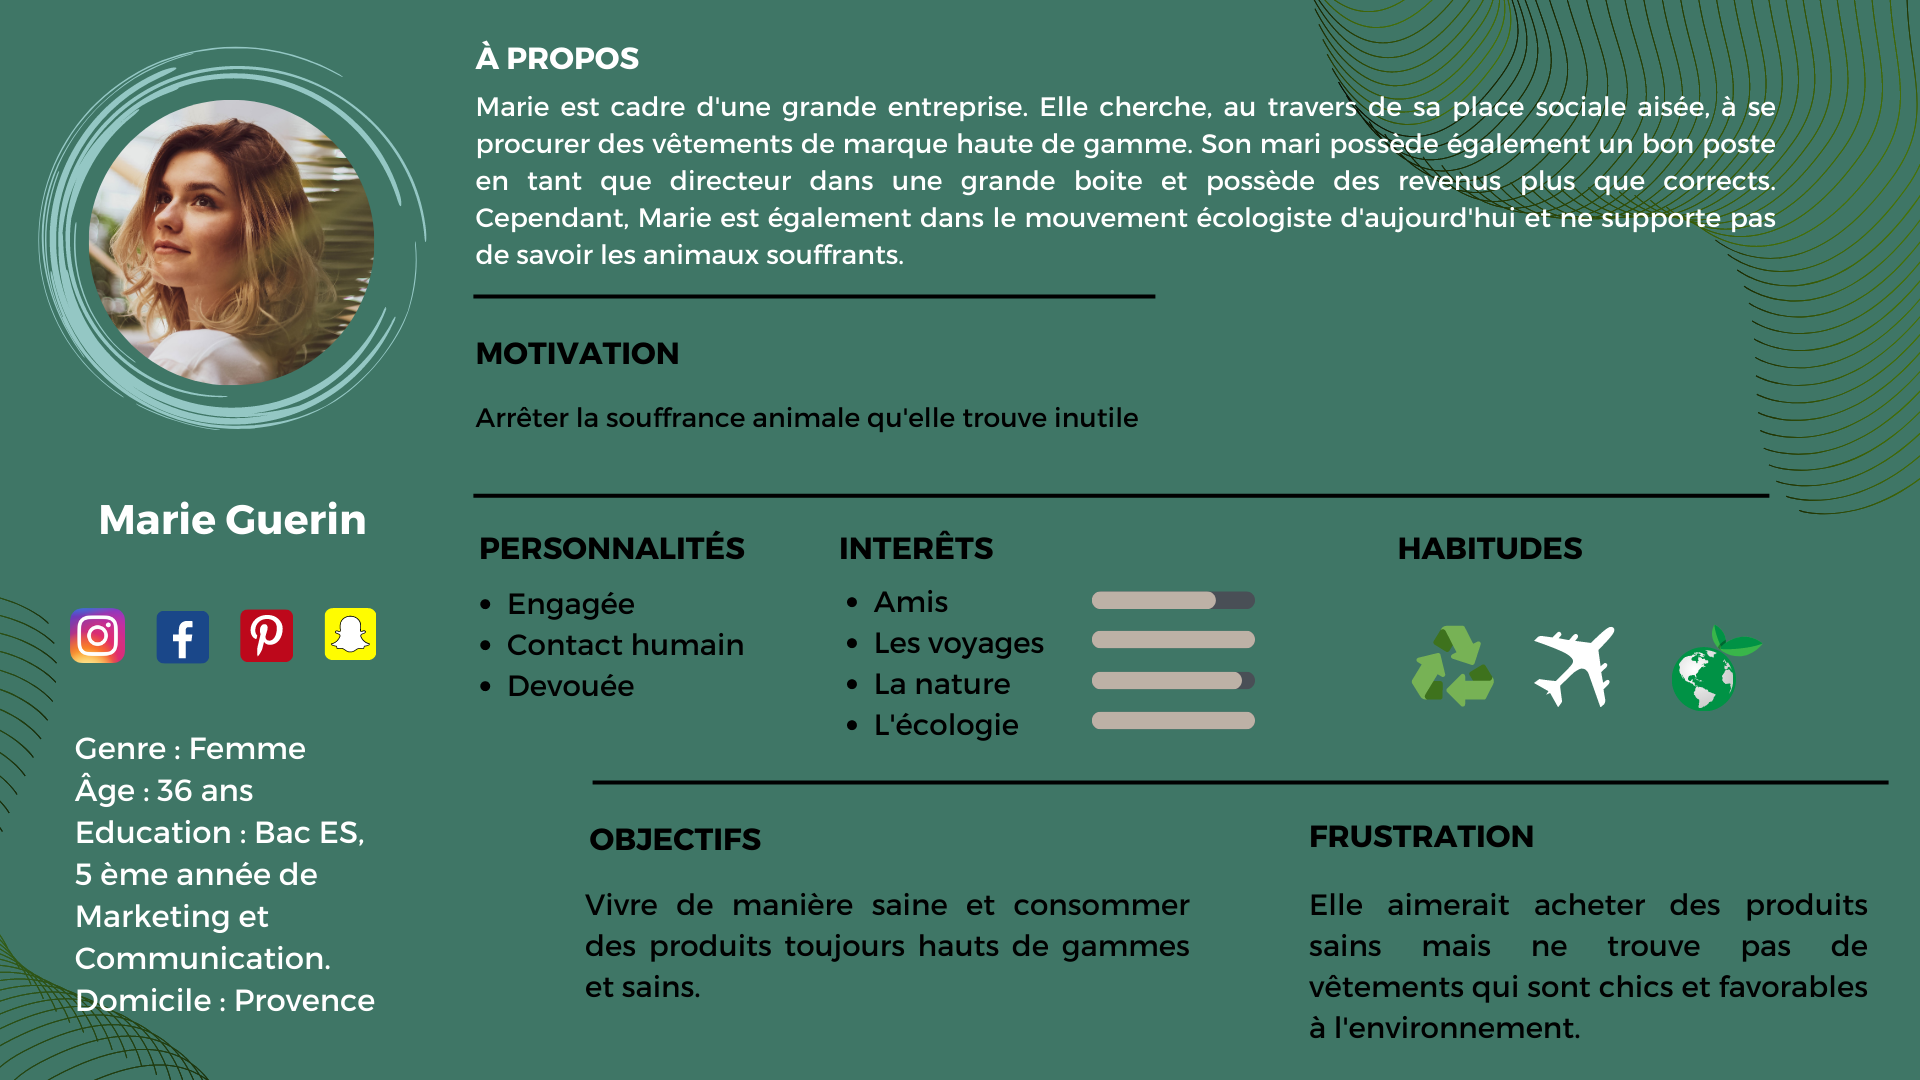 À PROPOS
Marie est cadre d'une grande entreprise. Elle cherche, au travers de sa place sociale aisée, à se
procurer des vêtements de marque haute de gamme. Son mari possède également un bon poste
en tant que directeur dans une grande boite et possède des revenus plus que corrects.
Cependant, Marie est également dans le mouvement écologiste d'aujourd'hui et ne supporte pas
de savoir les animaux souffrants.
MOTIVATION
Arrêter la souffrance animale qu'elle trouve inutile
Marie Guerin
Genre : Femme
Âge : 36 ans
Education : Bac ES,
5 ème année de
Marketing et
Communication.
Domicile : Provence
PERSONNALITÉS
• Engagée
• Contact humain
• Devouée
INTERÊTS
• Amis
• Les voyages
• La nature
• L'écologie
HABITUDES
OBJECTIFS
Vivre de manière saine et consommer
des produits toujours hauts de gammes
et sains.
FRUSTRATION
Elle aimerait acheter des produits
sains mais ne trouve pas de
vêtements qui sont chics et favorables
à l'environnement.